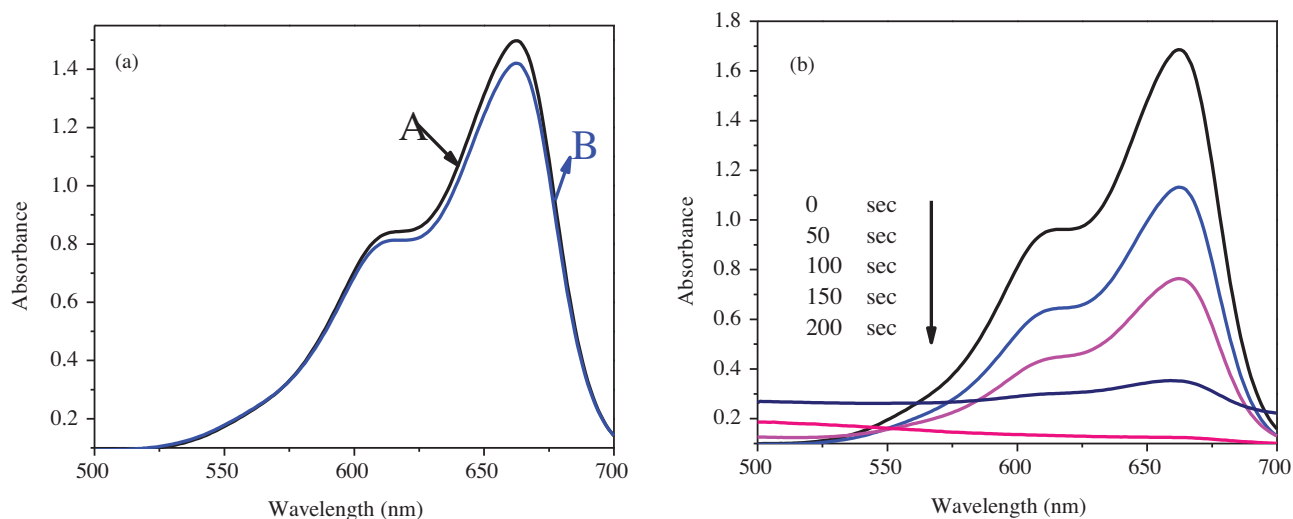 (a)
A
B
1.4
1.2
1.0
0.8
0.6
0.4
0.2
500 550 600 650 700
Absorbance
Wavelength (nm)
(b)
0 sec
50 sec
100 sec
150 sec
200 sec
1.8
1.6
1.4
1.2
1.0
0.8
0.6
0.4
0.2
500 550 600 650 700
Absorbance
Wavelength (nm)